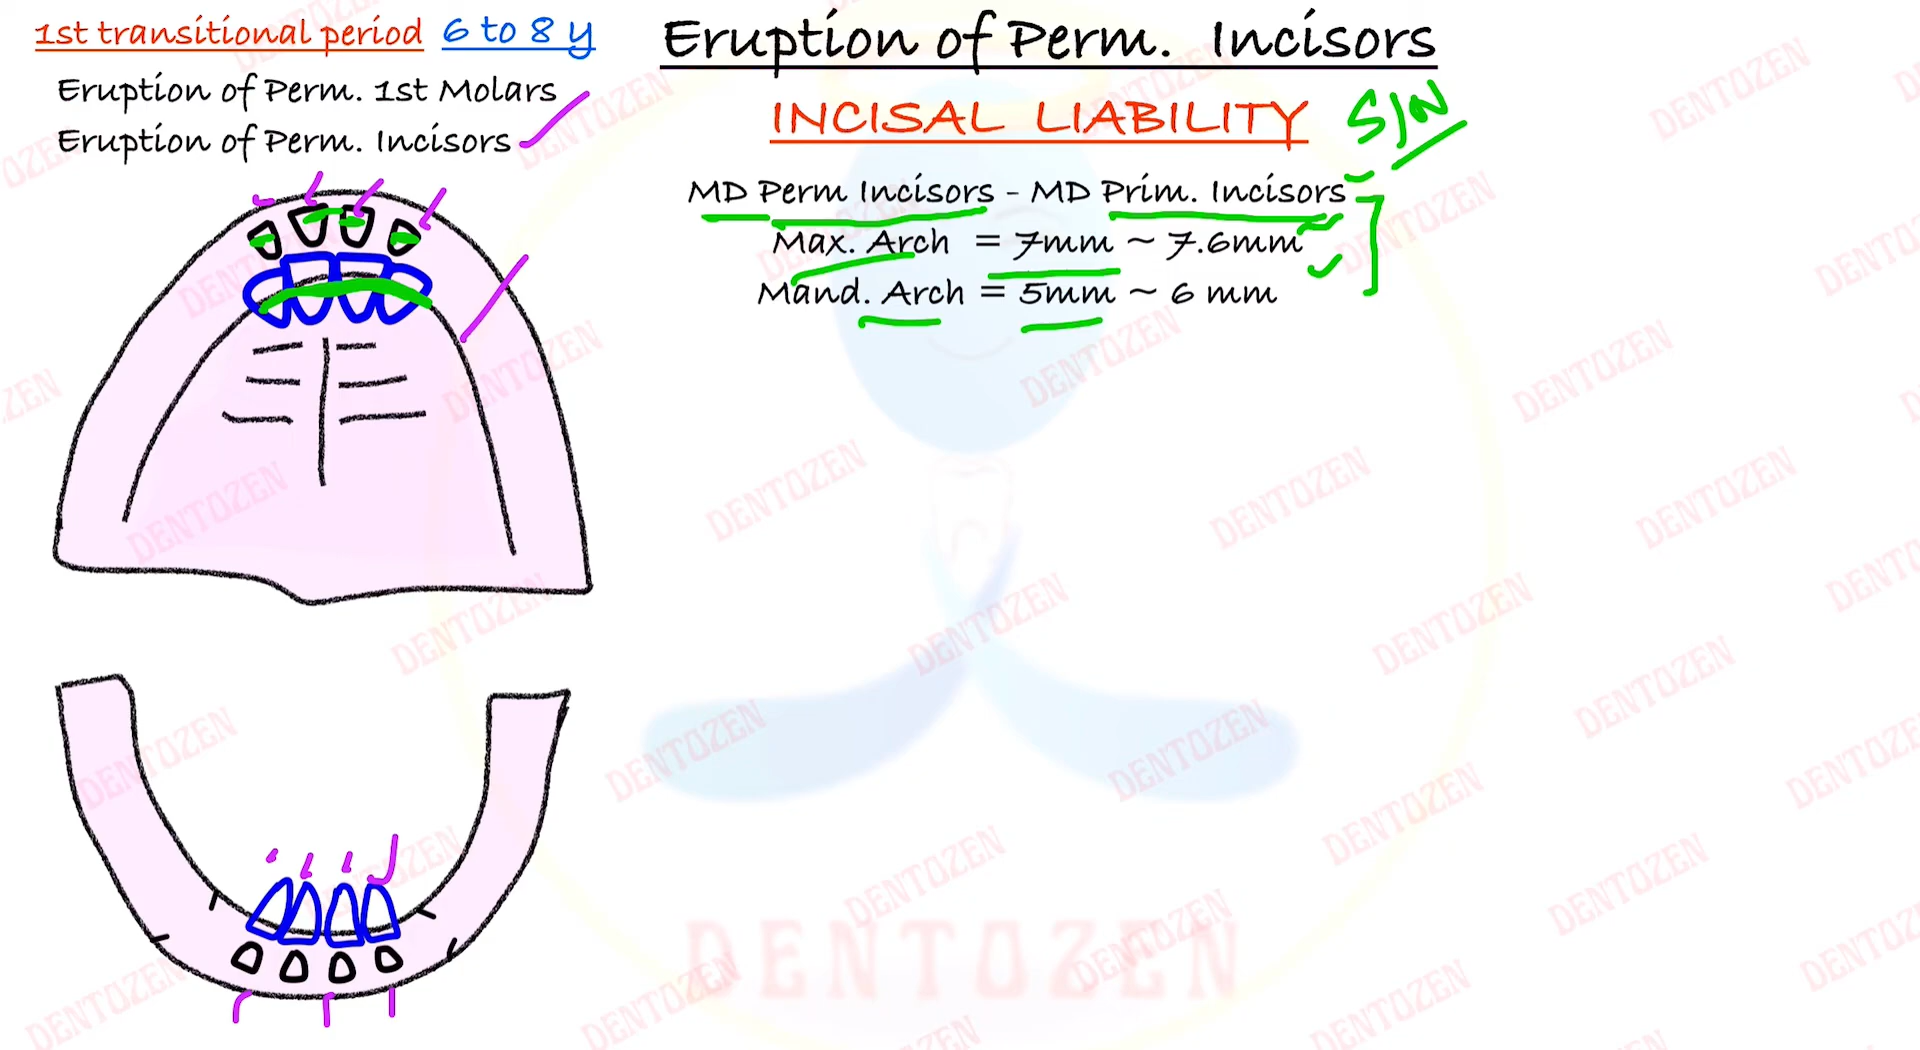 1st transitional period 6 to 8 y
Eruption of Perm. 1st Molars
Eruption of Perm. Incisors
Eruption of Perm. Incisors
INCISAL LIABILITY S/N
MD Perm Incisors - MD Prim. Incisors
Max. Arch = 7mm ~ 7.6mm
Mand. Arch = 5mm ~ 6 mm
DENTOZEN